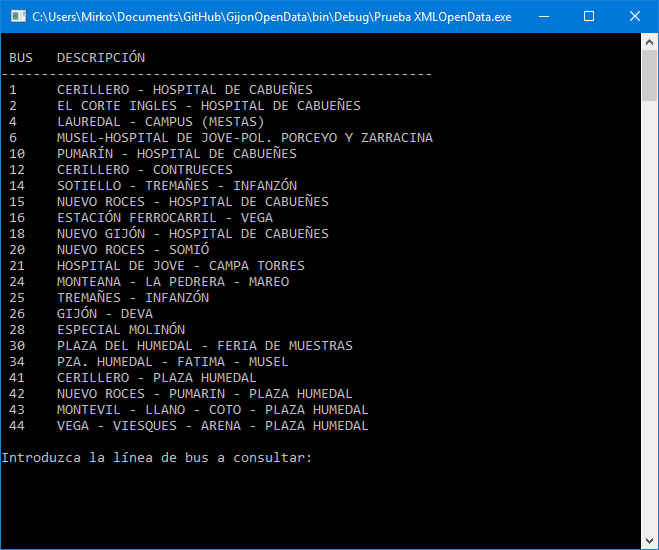 C:\Users\Mirko\Documents\GitHub\GijonOpenData\bin\Debug\Prueba XMLOpenData.exe
BUS DESCRIPCIÓN
------------------------------------------------------
1 CERILLERO - HOSPITAL DE CABUEÑES
2 EL CORTE INGLES - HOSPITAL DE CABUEÑES
4 LAUREDAL - CAMPUS (MESTAS)
6 MUSEL-HOSPITAL DE JOVE-POL. PORCEYO Y ZARRACINA
10 PUMARÍN - HOSPITAL DE CABUEÑES
12 CERILLERO - CONTRUECES
14 SOTIELLO - TREMAÑES - INFANZÓN
15 NUEVO ROCES - HOSPITAL DE CABUEÑES
16 ESTACIÓN FERROCARRIL - VEGA
18 NUEVO GIJÓN - HOSPITAL DE CABUEÑES
20 NUEVO ROCES - SOMIÓ
21 HOSPITAL DE JOVE - CAMPA TORRES
24 MONTEANA - LA PEDRERA - MAREO
25 TREMAÑES - INFANZÓN
26 GIJÓN - DEVA
28 ESPECIAL MOLINÓN
30 PLAZA DEL HUMEDAL - FERIA DE MUESTRAS
34 PZA. HUMEDAL - FATIMA - MUSEL
41 CERILLERO - PLAZA HUMEDAL
42 NUEVO ROCES - PUMARIN - PLAZA HUMEDAL
43 MONTEVIL - LLANO - COTO - PLAZA HUMEDAL
44 VEGA - VIESQUES - ARENA - PLAZA HUMEDAL
Introduzca la línea de bus a consultar: